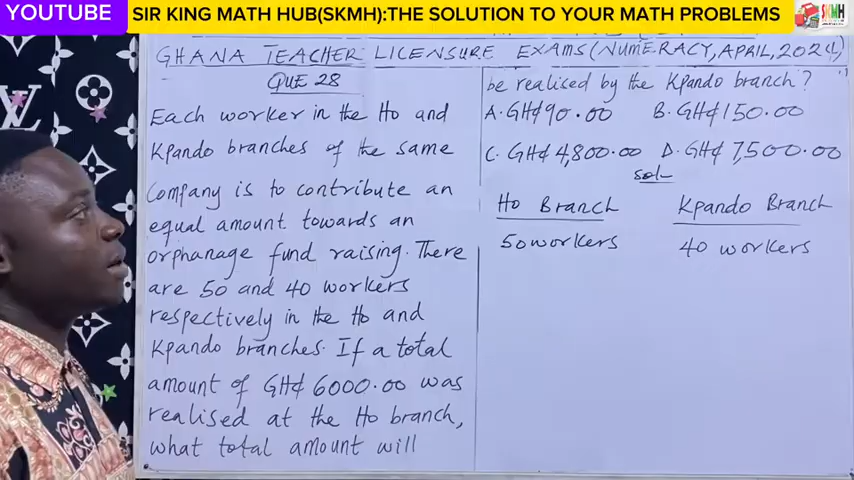 YOUTUBE
SIR KING MATH HUB(SKMH):THE SOLUTION TO YOUR MATH PROBLEMS
SKMH
GHANA TEACHER LICENSURE EXAMS (NUMERACY, APRIL, 2024)
QUE 28
Each worker in the Ho and
Kpando branches of the same
Company is to contribute an
equal amount towards an
orphanage fund raising. There
are 50 and 40 workers
respectively in the Ho and
Kpando branches. If a total
amount of GH₵ 6000.00 was
realised at the Ho branch,
what total amount will
be realised by the Kpando branch?
A. GH₵90.00 B. GH₵150.00
C. GH₵4,800.00 D. GH₵7,500.00
Soln
Ho Branch Kpando Branch
50 workers 40 workers